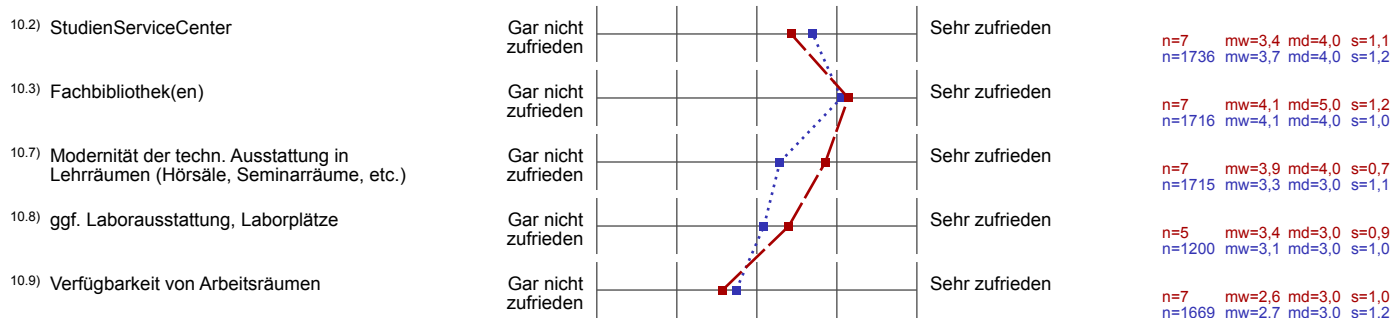 10.2) StudienServiceCenter
Gar nicht
zufrieden
Sehr zufrieden
n=7 mw=3,4 md=4,0 s=1,1
n=1736 mw=3,7 md=4,0 s=1,2
10.3) Fachbibliothek(en)
Gar nicht
zufrieden
Sehr zufrieden
n=7 mw=4,1 md=5,0 s=1,2
n=1716 mw=4,1 md=4,0 s=1,0
10.7) Modernität der techn. Ausstattung in
Lehrräumen (Hörsäle, Seminarräume, etc.)
Gar nicht
zufrieden
Sehr zufrieden
n=7 mw=3,9 md=4,0 s=0,7
n=1715 mw=3,3 md=3,0 s=1,1
10.8) ggf. Laborausstattung, Laborplätze
Gar nicht
zufrieden
Sehr zufrieden
n=5 mw=3,4 md=3,0 s=0,9
n=1200 mw=3,1 md=3,0 s=1,0
10.9) Verfügbarkeit von Arbeitsräumen
Gar nicht
zufrieden
Sehr zufrieden
n=7 mw=2,6 md=3,0 s=1,0
n=1669 mw=2,7 md=3,0 s=1,2